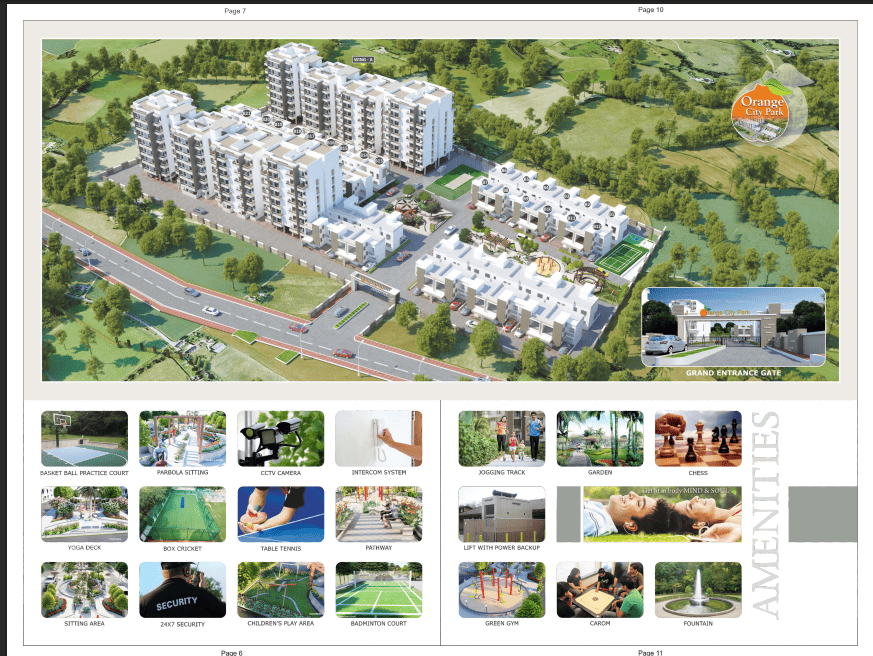 Page 7
Page 10
WING - A
Orange
City Park
Orange City Park
GRAND ENTRANCE GATE
BASKET BALL PRACTICE COURT
PARBOLA SITTING
CCTV CAMERA
INTERCOM SYSTEM
JOGGING TRACK
GARDEN
CHESS
YOGA DECK
BOX CRICKET
TABLE TENNIS
PATHWAY
LIFT WITH POWER BACKUP
body MIND & SOUL
AMENITIES
SITTING AREA
SECURITY
24X7 SECURITY
CHILDREN'S PLAY AREA
BADMINTON COURT
GREEN GYM
CAROM
FOUNTAIN
Page 6
Page 11